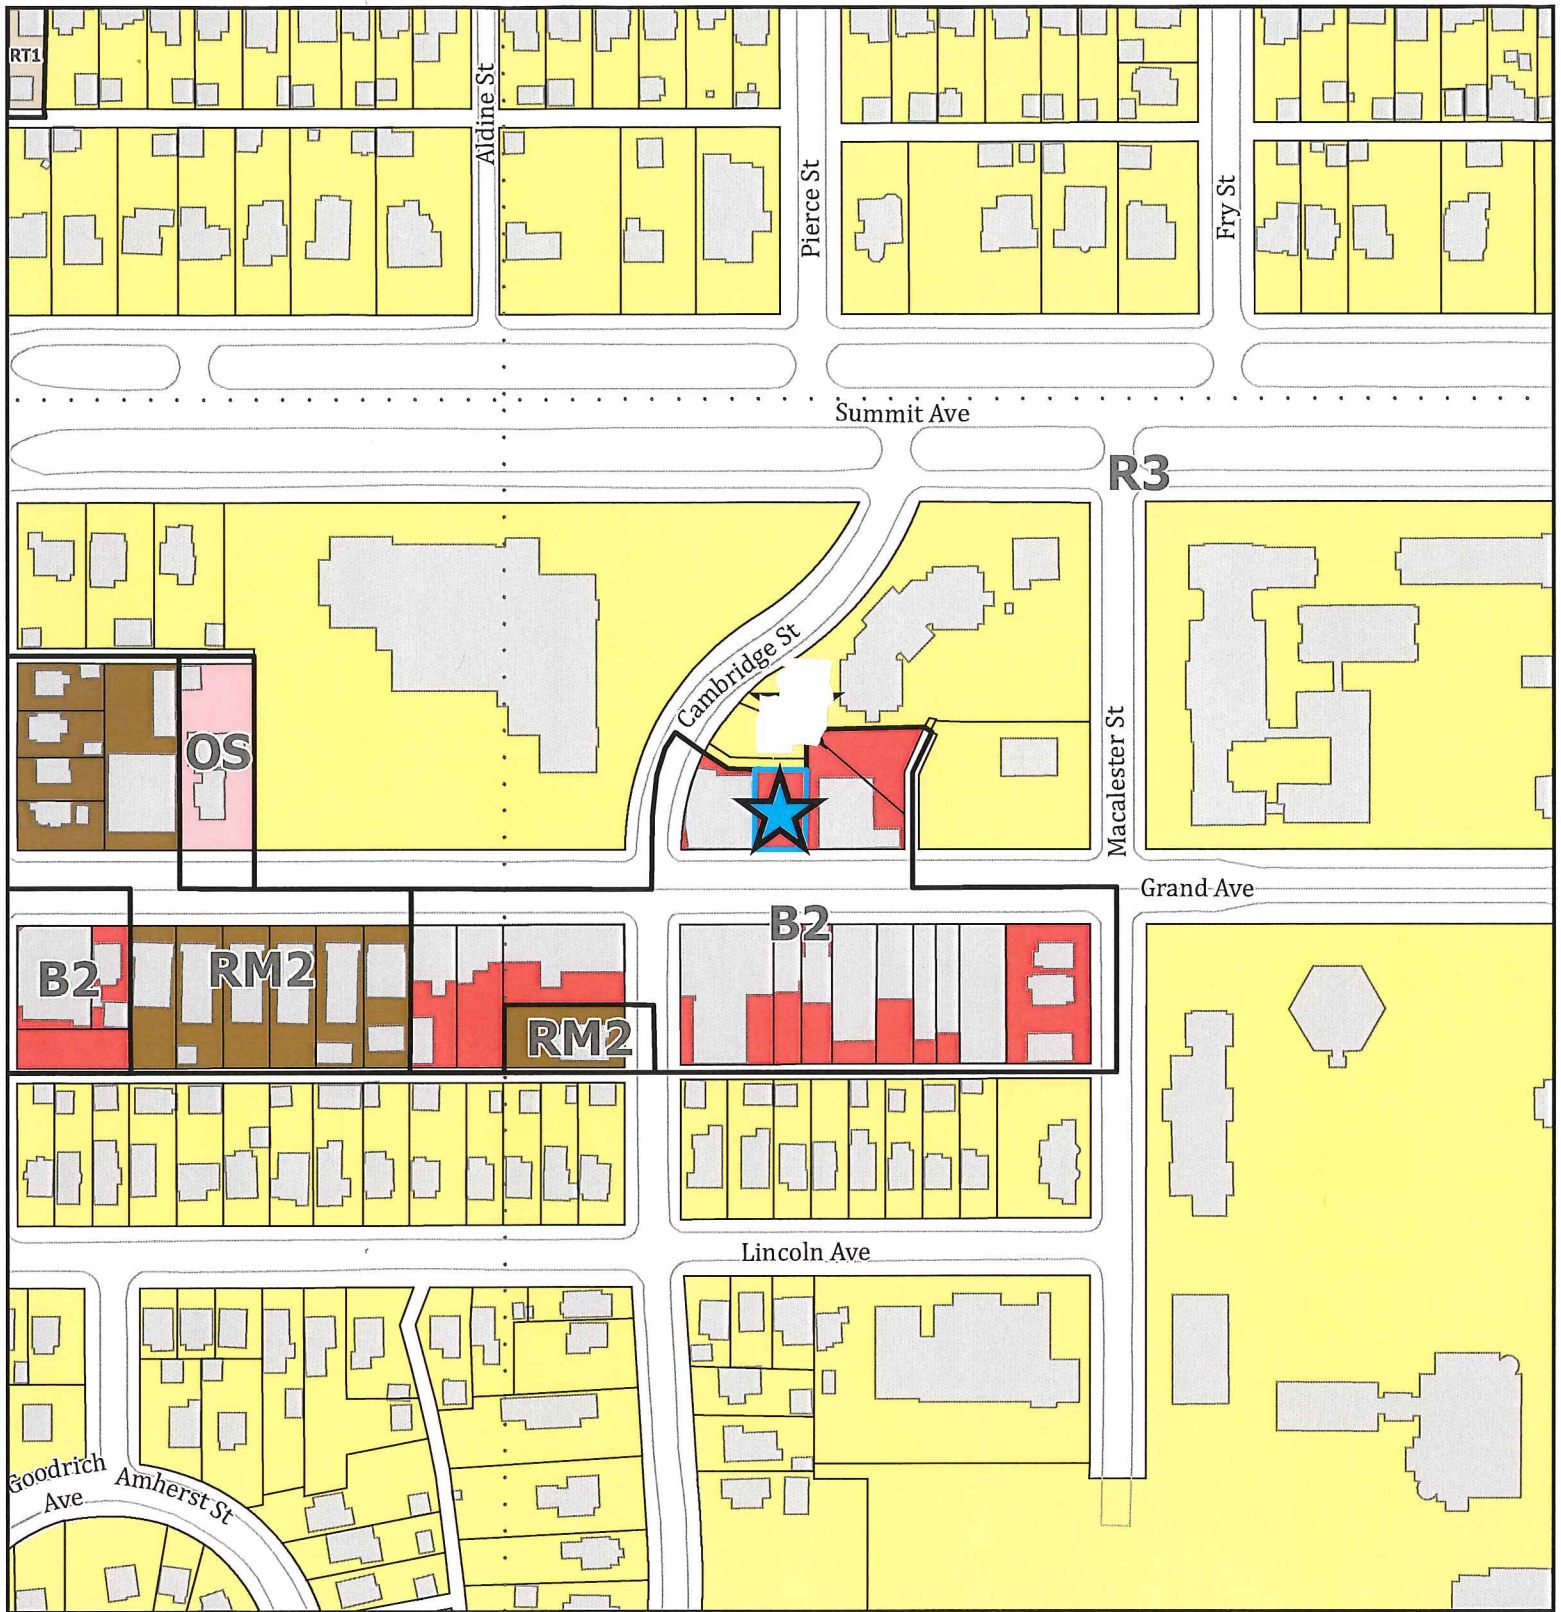 RT1
Aldine St
Pierce St
Fry St
Summit Ave
R3
Cambridge St
OS
Macalester St
Grand Ave
B2
B2
RM2
RM2
Lincoln Ave
Goodrich
Ave
Amherst St